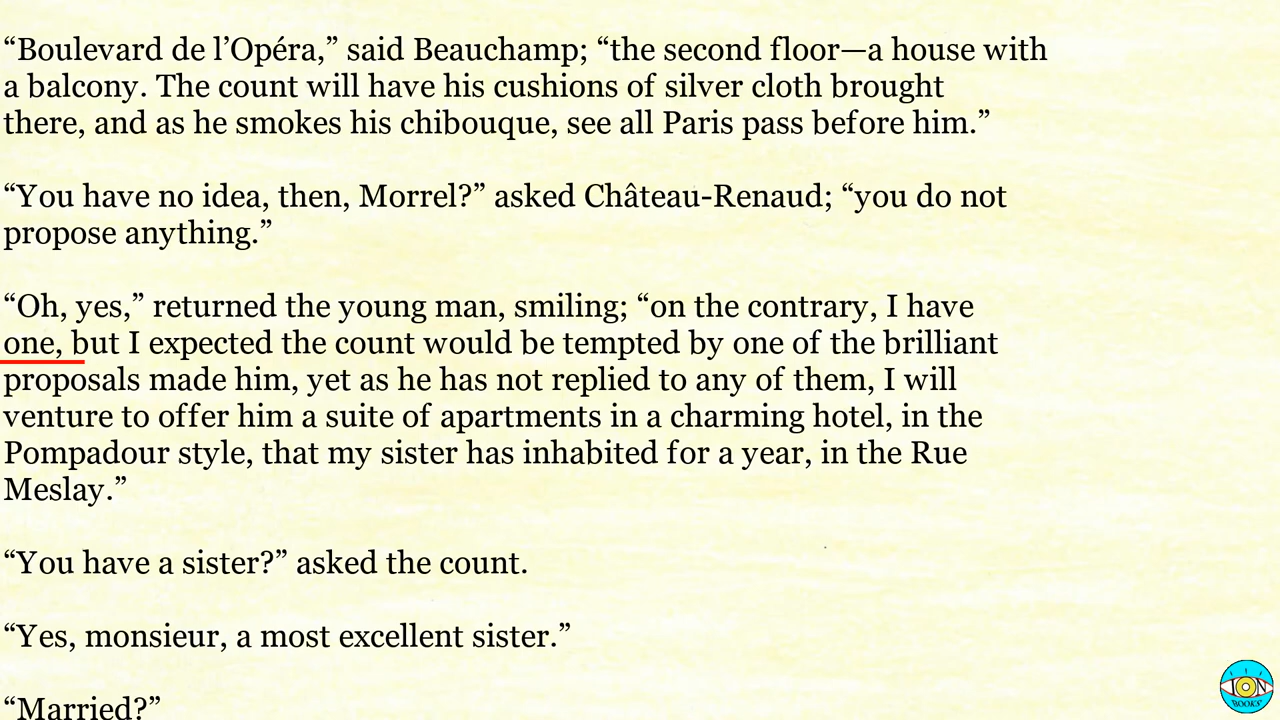 “Boulevard de l’Opéra,” said Beauchamp; “the second floor—a house with
a balcony. The count will have his cushions of silver cloth brought
there, and as he smokes his chibouque, see all Paris pass before him.”
“You have no idea, then, Morrel?” asked Château-Renaud; “you do not
propose anything.”
“Oh, yes,” returned the young man, smiling; “on the contrary, I have
one, but I expected the count would be tempted by one of the brilliant
proposals made him, yet as he has not replied to any of them, I will
venture to offer him a suite of apartments in a charming hotel, in the
Pompadour style, that my sister has inhabited for a year, in the Rue
Meslay.”
“You have a sister?” asked the count.
“Yes, monsieur, a most excellent sister.”
“Married?”
ION
BOOKS